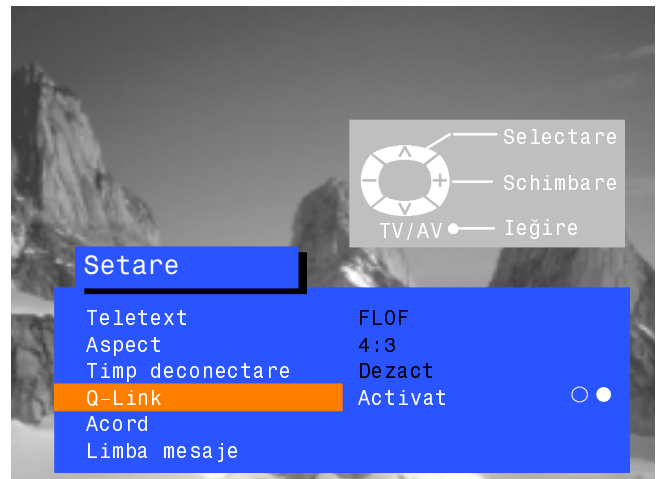 Selectare
Schimbare
TV/AV Ieğire
Setare
Teletext FLOF
Aspect 4:3
Timp deconectare Dezact
Q-Link Activat
Acord
Limba mesaje